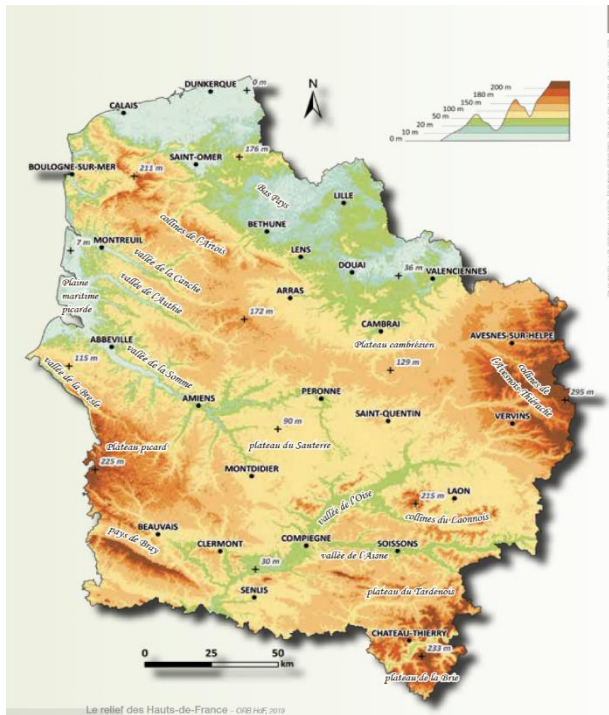 DUNKERQUE
0 m
N
CALAIS
200 m
180 m
150 m
100 m
50 m
20 m
0 10 m
SAINT-OMER
176 m
BOULOGNE-SUR-MER
211 m
Bas Pays
LILLE
BETHUNE
collines de l'Artois
MONTREUIL
7 m
LENS
vallée de la Canche
DOUAI
36 m
VALENCIENNES
vallée de l'Authie
Plaine
maritime
picarde
ARRAS
172 m
CAMBRAI
AVESNES-SUR-HELPE
ABBEVILLE
Plateau cambrésien
115 m
vallée de la Somme
129 m
collines de
l'Avesnois-Thiérache
vallée de la Bresle
295 m
PERONNE
AMIENS
SAINT-QUENTIN
VERVINS
90 m
Plateau picard
plateau du Santerre
225 m
MONTDIDIER
LAON
215 m
vallée de l'Oise
collines du Laonnois
BEAUVAIS
pays de Bray
CLERMONT
COMPIEGNE
SOISSONS
vallée de l'Aisne
30 m
SENLIS
plateau du Tardenois
CHATEAU-THIERRY
233 m
plateau de la Brie
0 25 50
km
Le relief des Hauts-de-France - ORB HdF, 2019